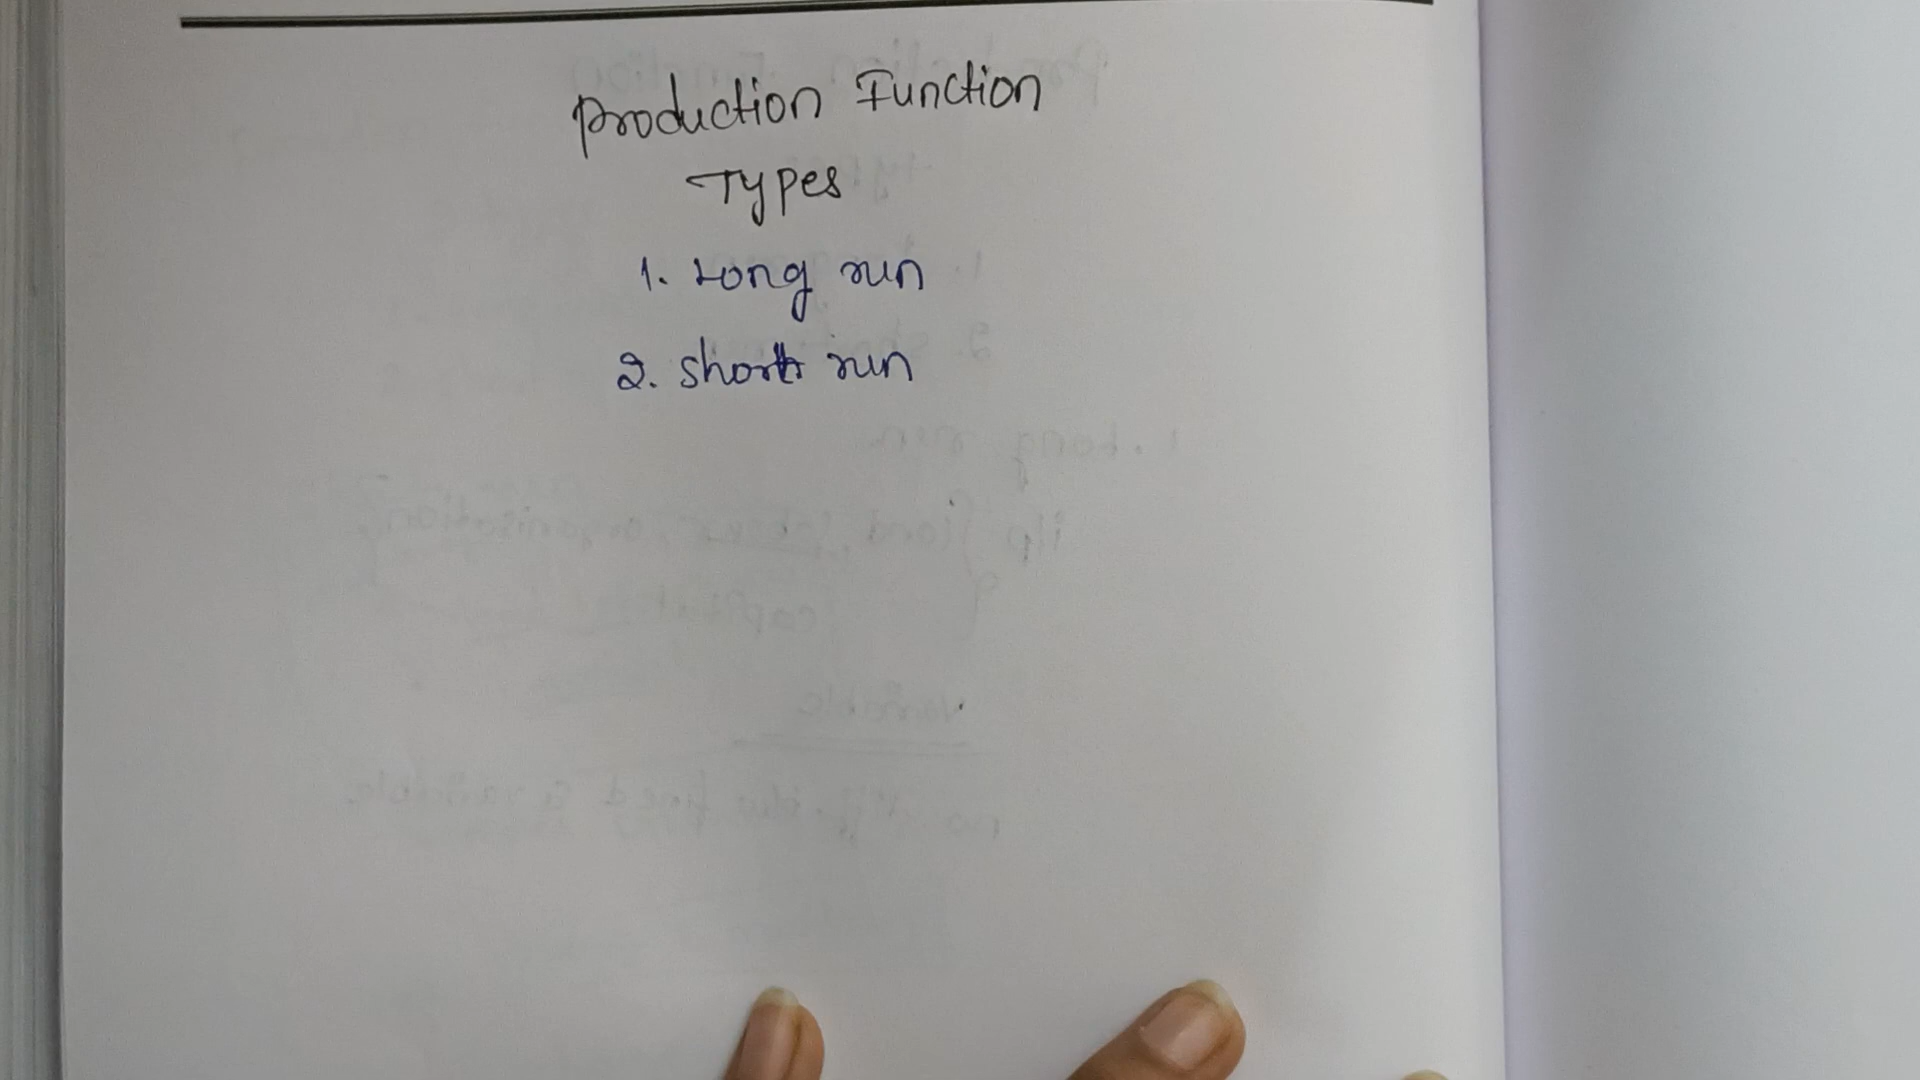 Production Function
Types
1. Long run
2. short run